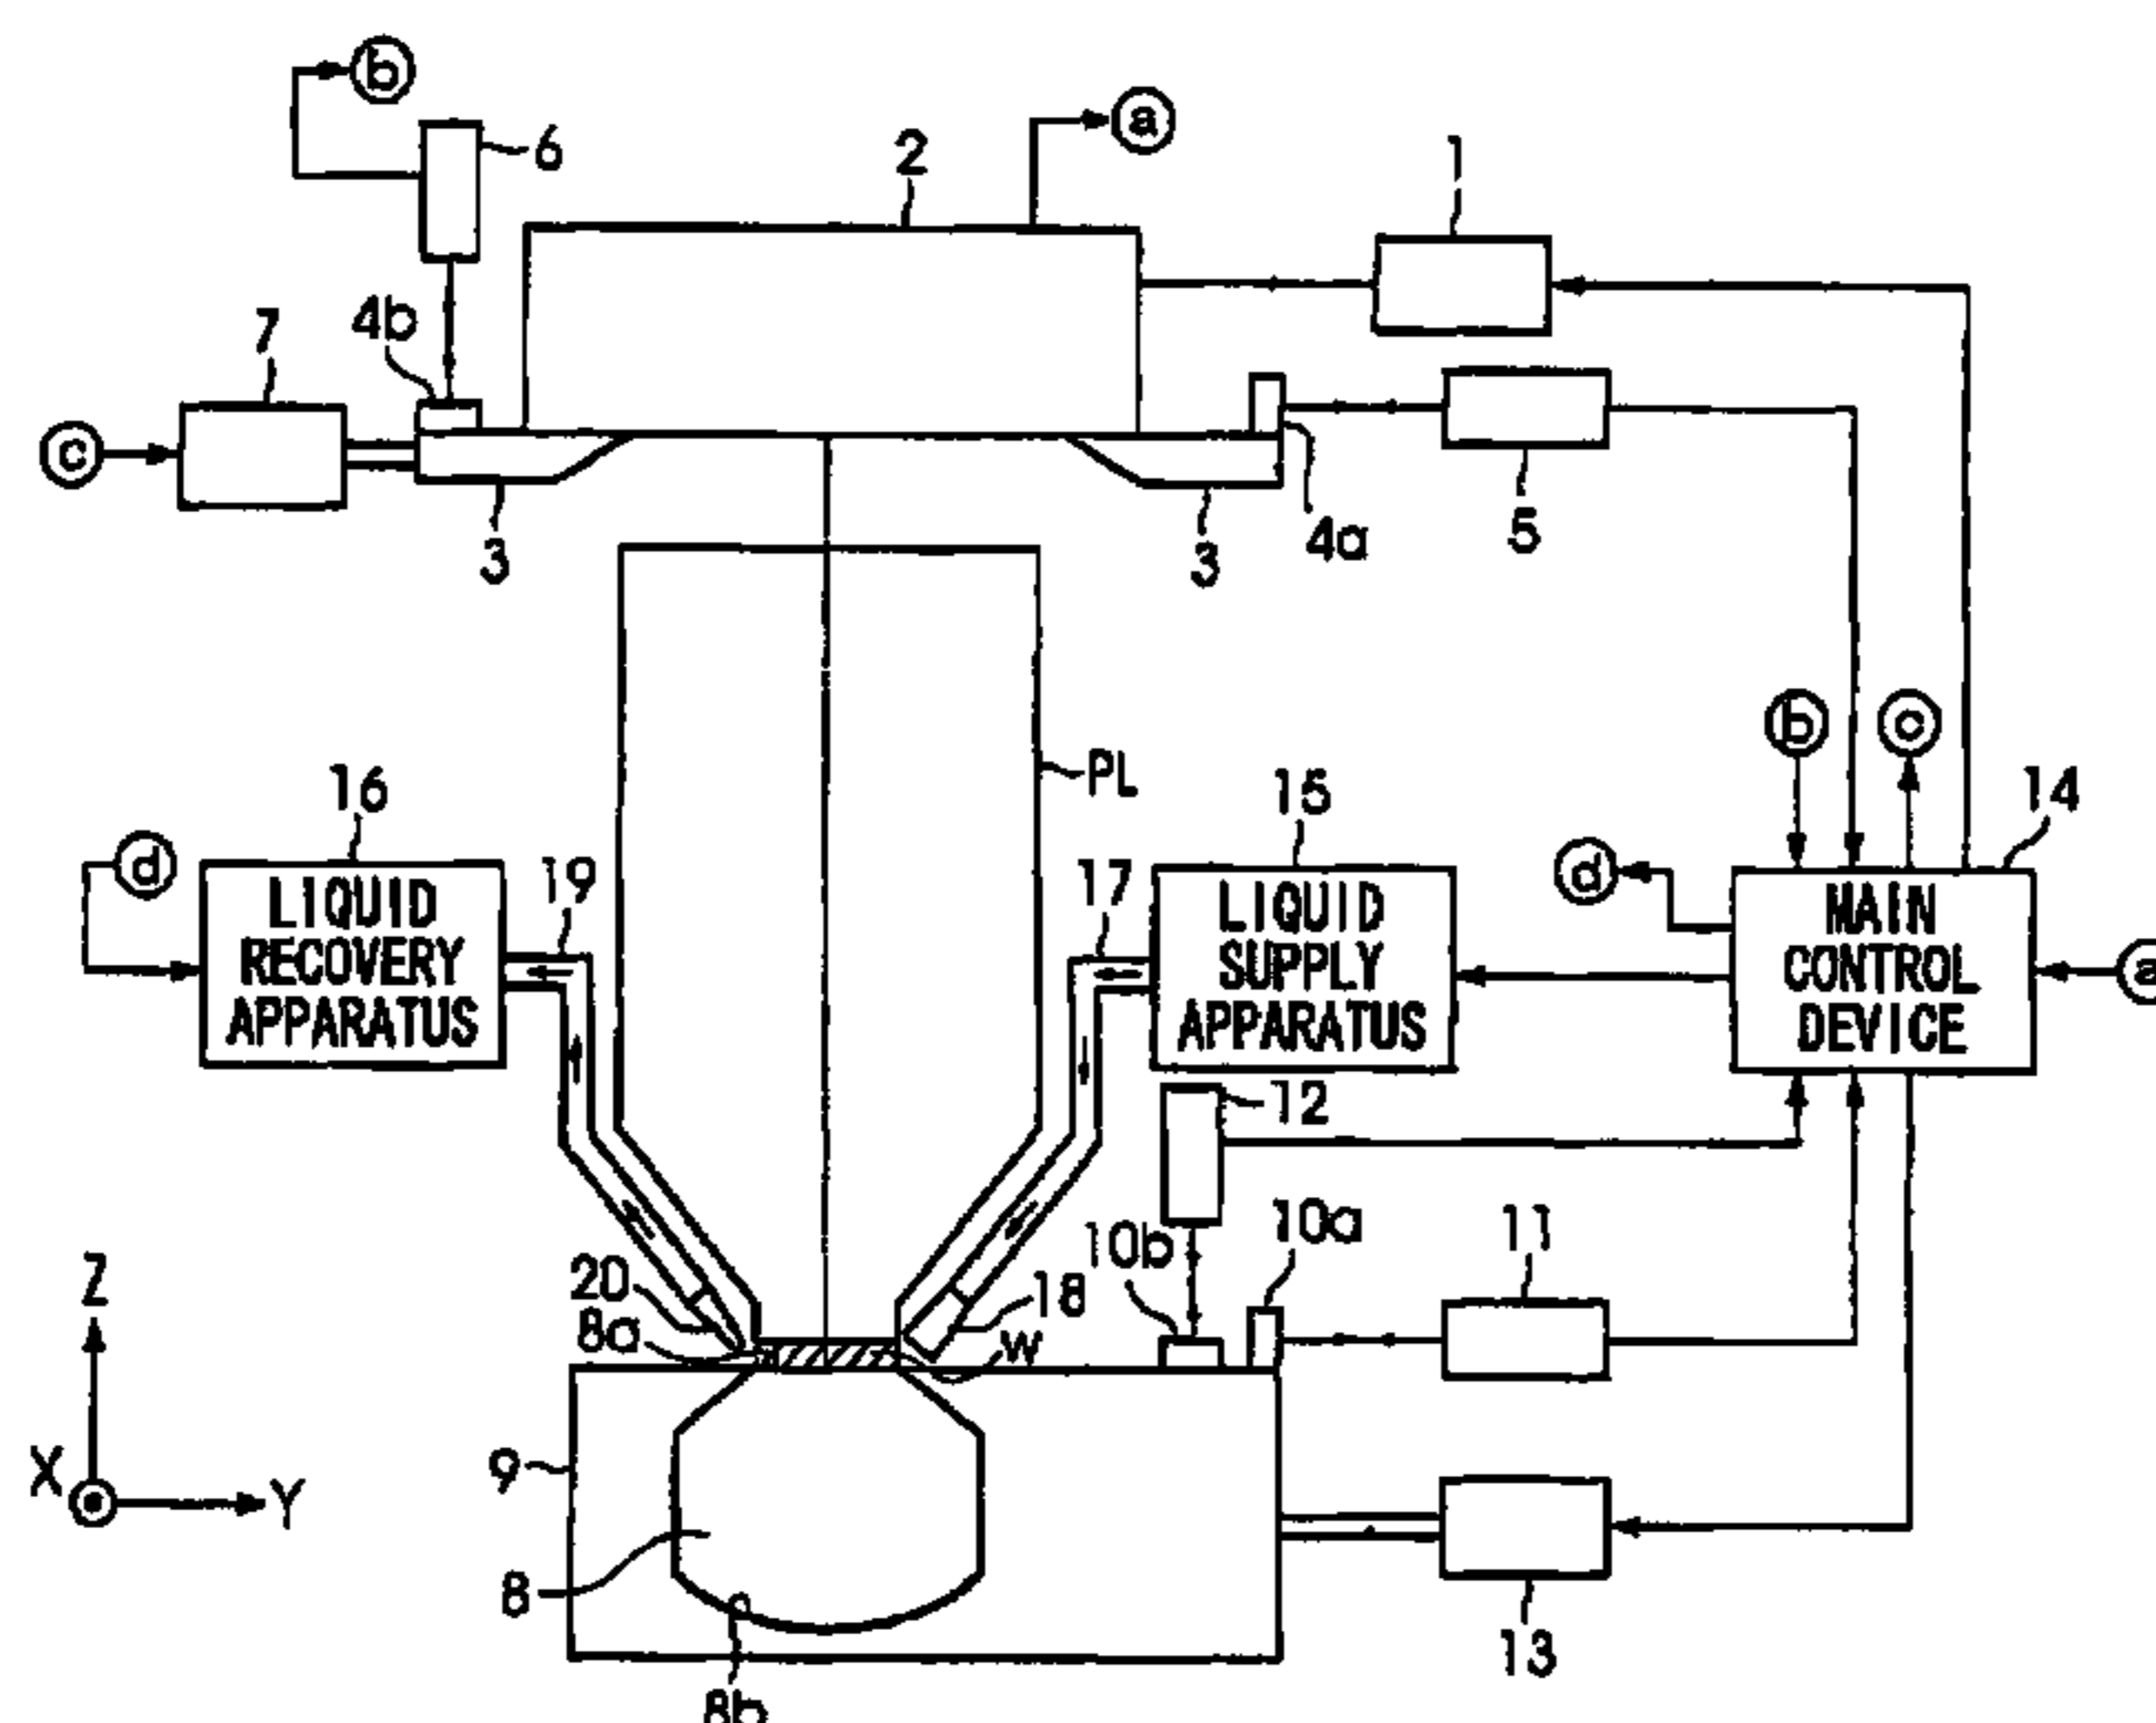 b
a
6
2
1
4b
7
c
3
3
4a
5
b
c
PL
16
15
14
d
19
17
d
LIQUID
RECOVERY
APPARATUS
LIQUID
SUPPLY
APPARATUS
MAIN
CONTROL
DEVICE
a
12
10b
10a
11
Z
20
18
8a
W
X
Y
9
8
13
8b